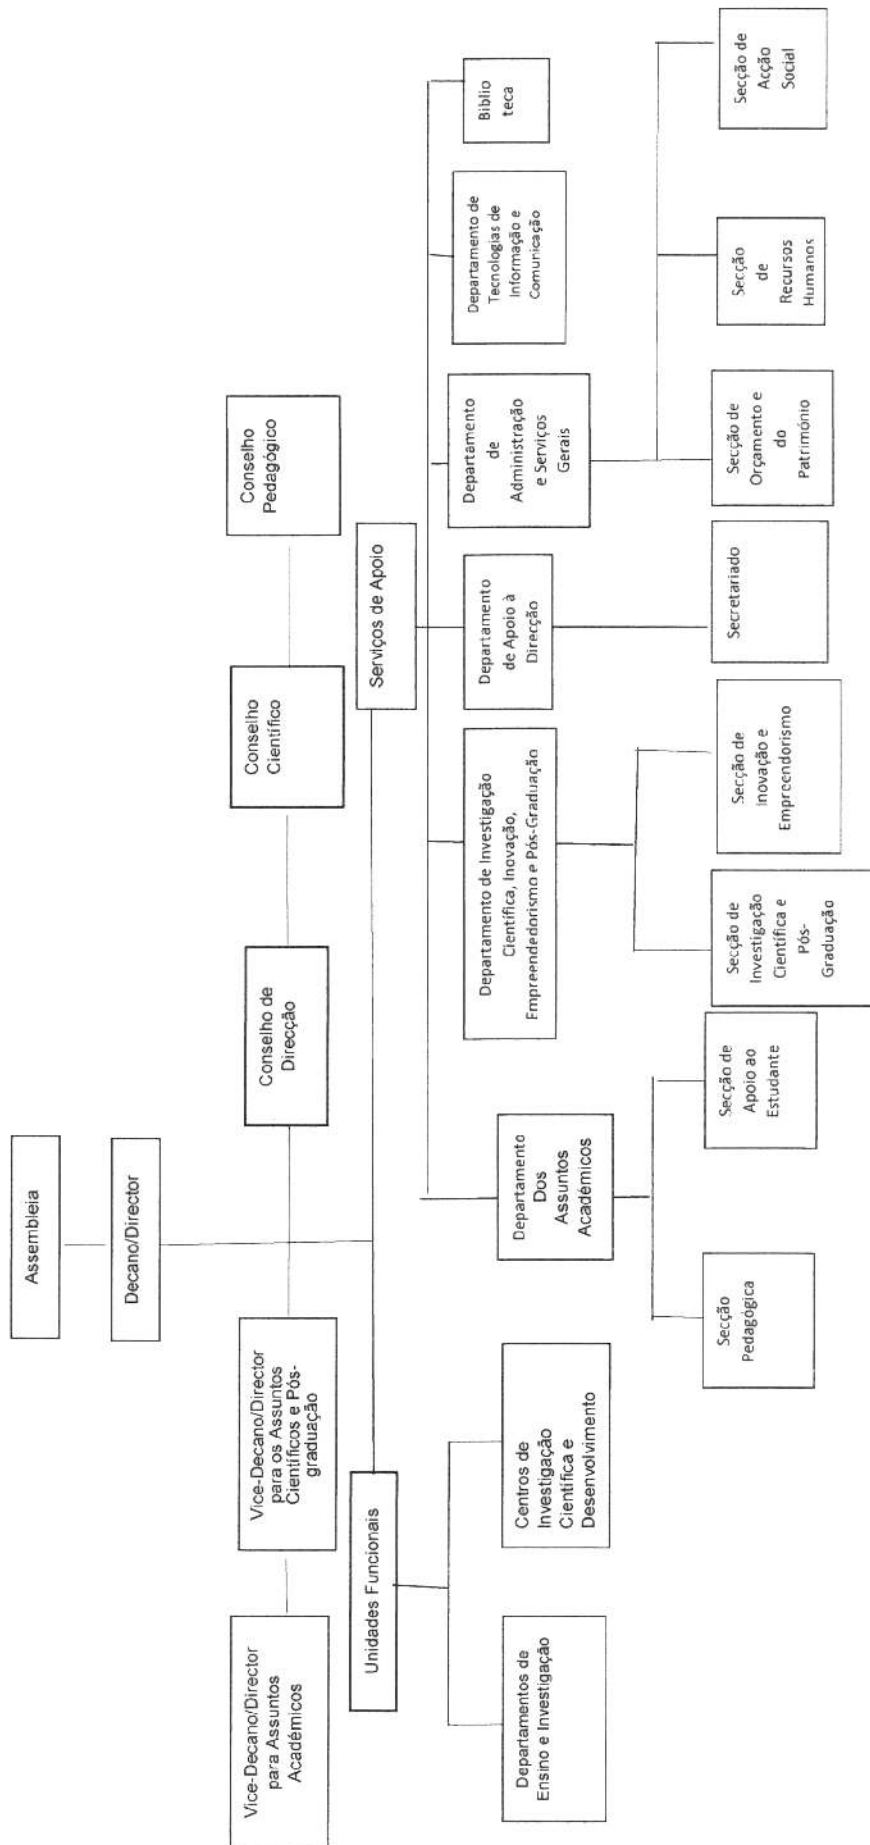 Assembleia
Decano/Director
Vice-Decano/Director
para Assuntos
Académicos
Vice-Decano/Director
para os Assuntos
Científicos e Pós-
graduação
Conselho de
Direcção
Conselho
Científico
Conselho
Pedagógico
Unidades Funcionais
Serviços de Apoio
Departamentos de
Ensino e Investigação
Centros de
Investigação
Científica e
Desenvolvimento
Departamento
Dos
Assuntos
Académicos
Departamento de Investigação
Científica, Inovação,
Empreendedorismo e Pós-Graduação
Departamento
de Apoio à
Direcção
Departamento
de
Administração
e Serviços
Gerais
Departamento de
Tecnologias de
Informação e
Comunicação
Biblio
teca
Secção
Pedagógica
Secção de
Apoio ao
Estudante
Secção de
Investigação
Científica e
Pós-
Graduação
Secção de
Inovação e
Empreendorismo
Secretariado
Secção de
Orçamento e
do
Património
Secção
de
Recursos
Humanos
Secção de
Acção
Social